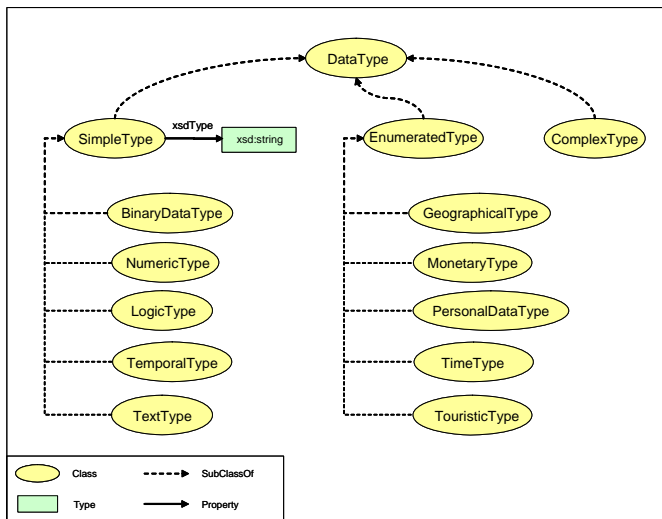 DataType
SimpleType
xsdType
xsd:string
EnumeratedType
ComplexType
BinaryDataType
GeographicalType
NumericType
MonetaryType
LogicType
PersonalDataType
TemporalType
TimeType
TextType
TouristicType
Class
SubClassOf
Type
Property